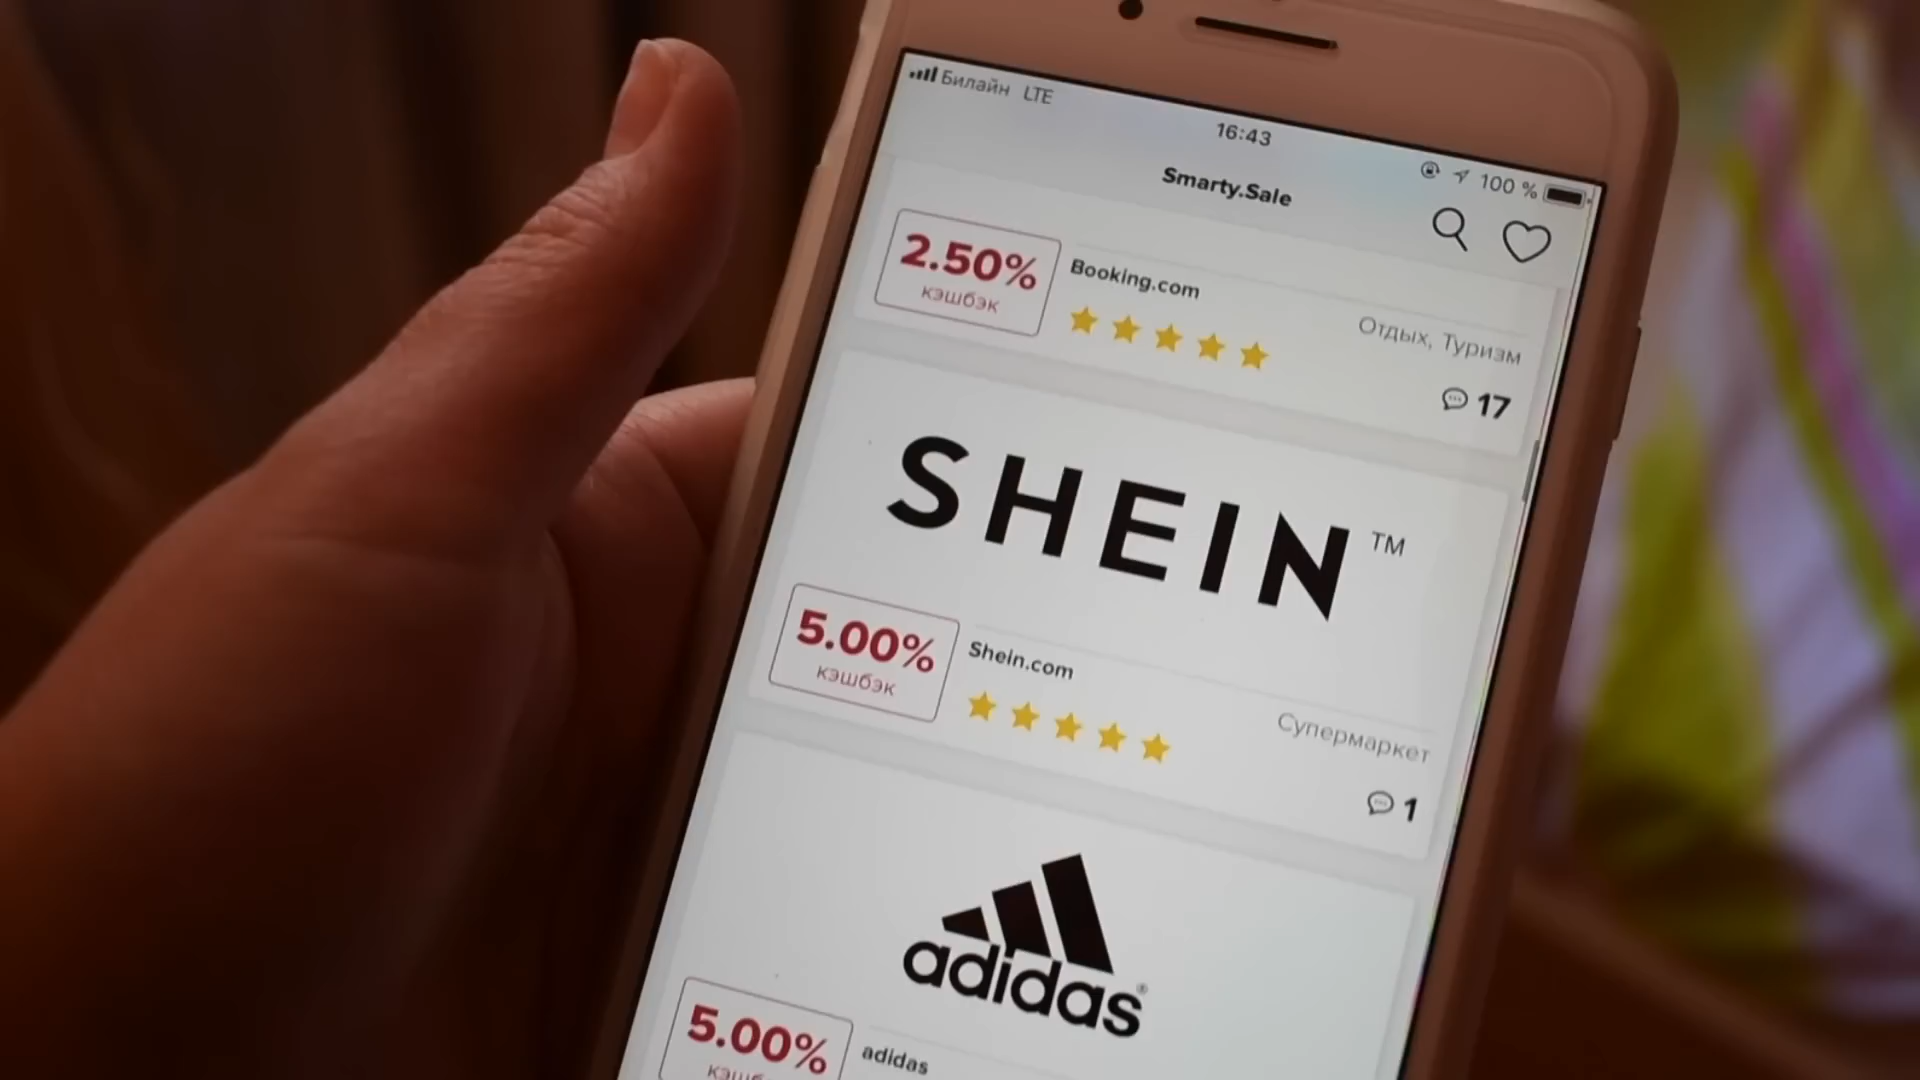 Билайн LTE
16:43
100 %
Smarty.Sale
2.50%
кэшбэк
Booking.com
Отдых, Туризм
17
SHEIN™
5.00%
кэшбэк
Shein.com
Супермаркет
1
adidas®
5.00%
adidas